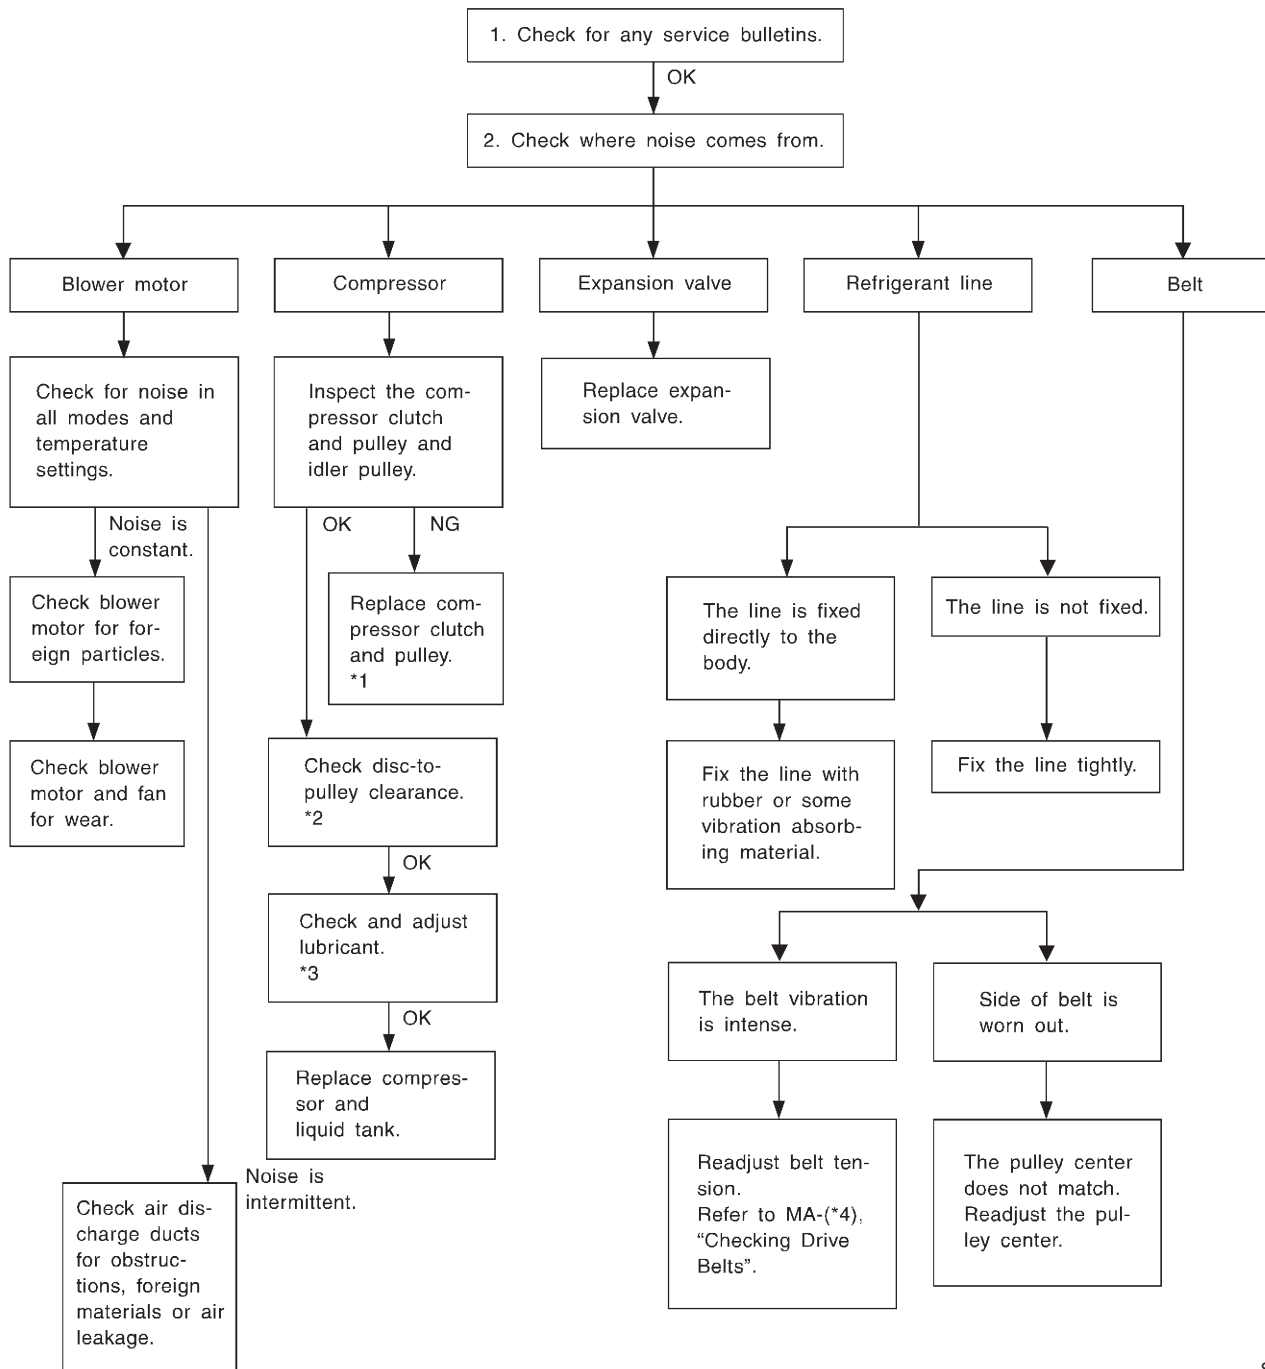 1. Check for any service bulletins.
OK
2. Check where noise comes from.
Blower motor
Compressor
Expansion valve
Refrigerant line
Belt
Check for noise in
all modes and
temperature
settings.
Inspect the com-
pressor clutch
and pulley and
idler pulley.
Replace expan-
sion valve.
Noise is
constant.
OK
NG
Check blower
motor for for-
eign particles.
Replace com-
pressor clutch
and pulley.
*1
The line is fixed
directly to the
body.
The line is not fixed.
Check blower
motor and fan
for wear.
Check disc-to-
pulley clearance.
*2
Fix the line with
rubber or some
vibration absorb-
ing material.
Fix the line tightly.
OK
Check and adjust
lubricant.
*3
OK
The belt vibration
is intense.
Side of belt is
worn out.
Replace compres-
sor and
liquid tank.
Noise is
intermittent.
Check air dis-
charge ducts
for obstruc-
tions, foreign
materials or air
leakage.
Readjust belt ten-
sion.
Refer to MA-(*4),
“Checking Drive
Belts”.
The pulley center
does not match.
Readjust the pul-
ley center.